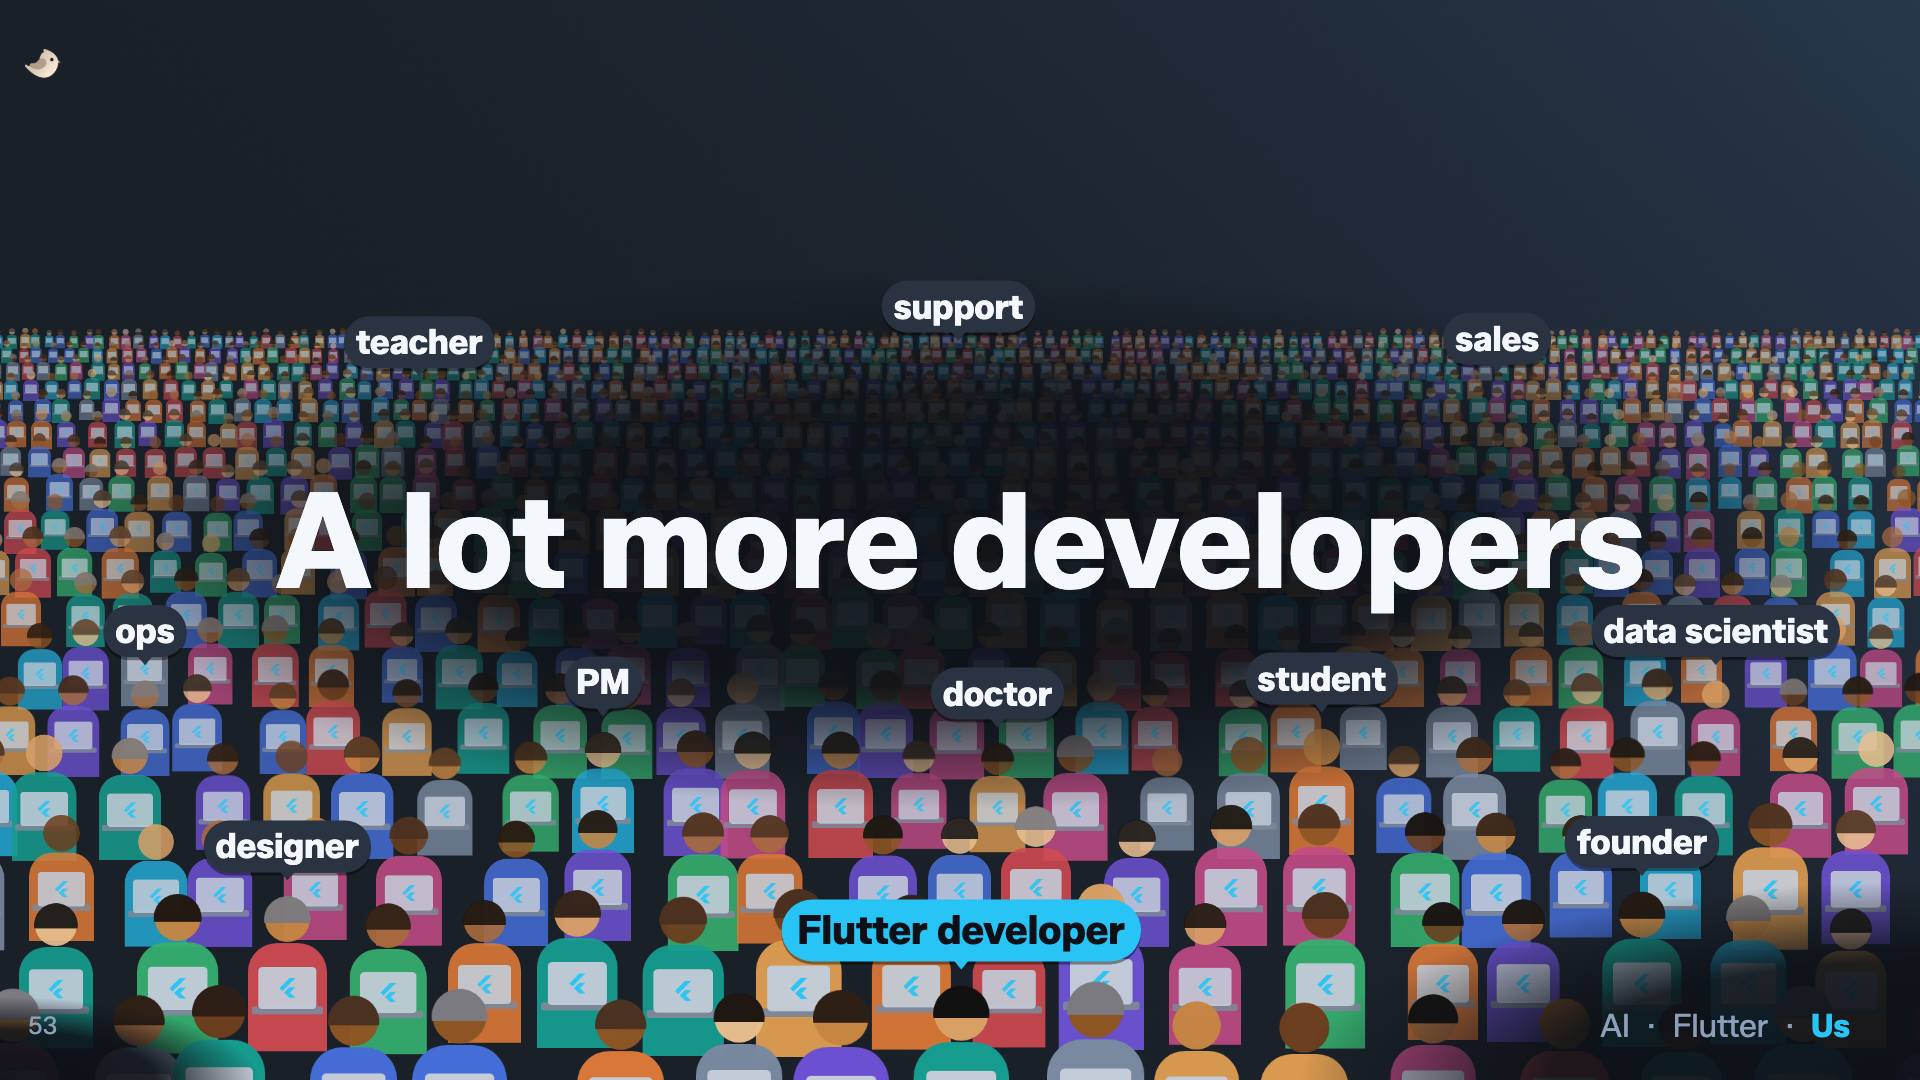 support
teacher
sales
A lot more developers
ops
data scientist
PM
doctor
student
designer
founder
Flutter developer
53
AI · Flutter · Us